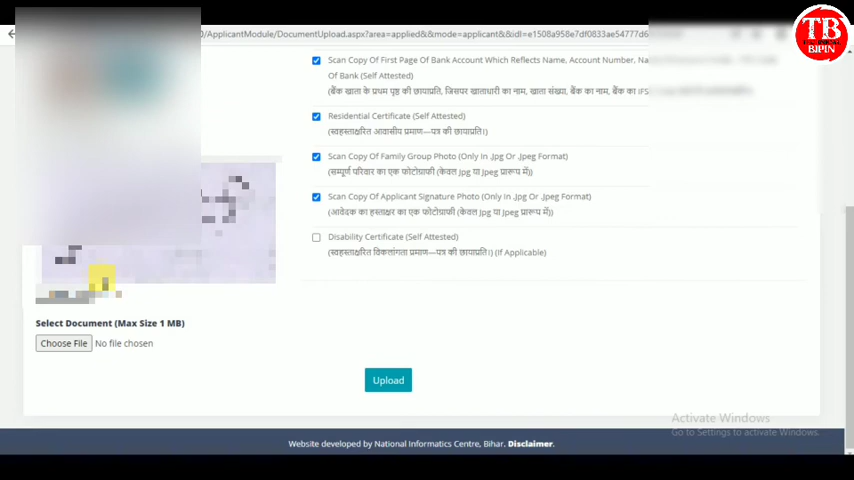 0/ApplicantModule/DocumentUpload.aspx?area=applied&&mode=applicant&&idl=e1508a958e7df0833ae54777d6
TB
BIPIN
Scan Copy Of First Page Of Bank Account Which Reflects Name, Account Number, Na
Of Bank (Self Attested)
(बैंक खाता के प्रथम पृष्ठ की छायाप्रति, जिसपर खाताधारी का नाम, खाता संख्या, बैंक का नाम, बैंक का IFS
Residential Certificate (Self Attested)
(स्वहस्ताक्षरित आवासीय प्रमाण—पत्र की छायाप्रति।)
Scan Copy Of Family Group Photo (Only In .Jpg Or .Jpeg Format)
(सम्पूर्ण परिवार का एक फोटोग्राफी (केवल Jpg या Jpeg प्रारूप में))
Scan Copy Of Applicant Signature Photo (Only In .Jpg Or .Jpeg Format)
(आवेदक का हस्ताक्षर का एक फोटोग्राफी (केवल Jpg या Jpeg प्रारूप में))
Disability Certificate (Self Attested)
(स्वहस्ताक्षरित विकलांगता प्रमाण—पत्र की छायाप्रति।) (If Applicable)
Select Document (Max Size 1 MB)
Choose File No file chosen
Upload
Activate Windows
Go to Settings to activate Windows.
Website developed by National Informatics Centre, Bihar. Disclaimer.